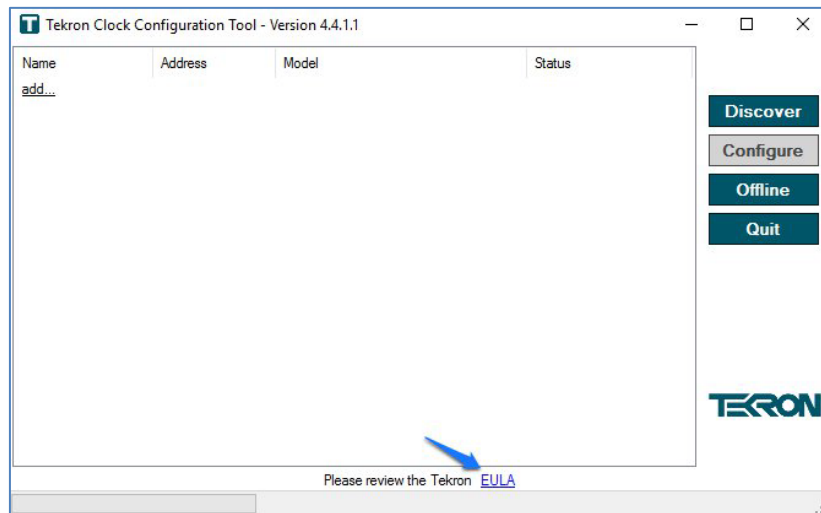 Tekron Clock Configuration Tool - Version 4.4.1.1
Name Address Model Status
add...
Discover
Configure
Offline
Quit
TEKRON
Please review the Tekron EULA